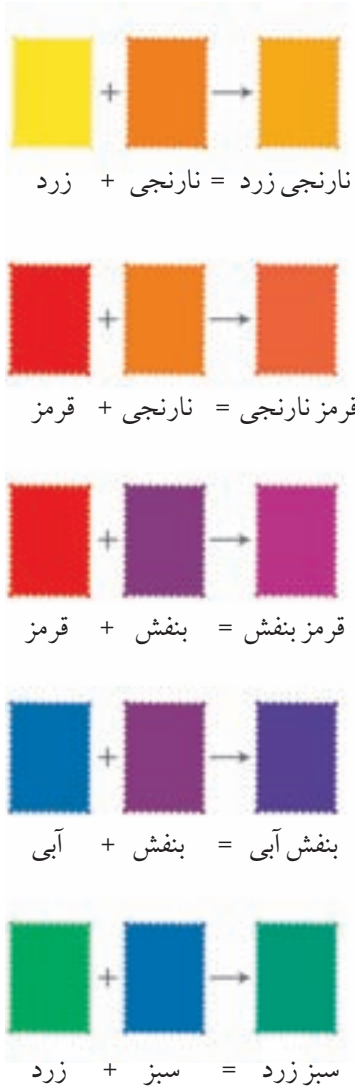 زرد + نارنجی = نارنجی زرد
قرمز + نارنجی = قرمز نارنجی
قرمز + بنفش = قرمز بنفش
آبی + بنفش = بنفش آبی
زرد + سبز = سبز زرد